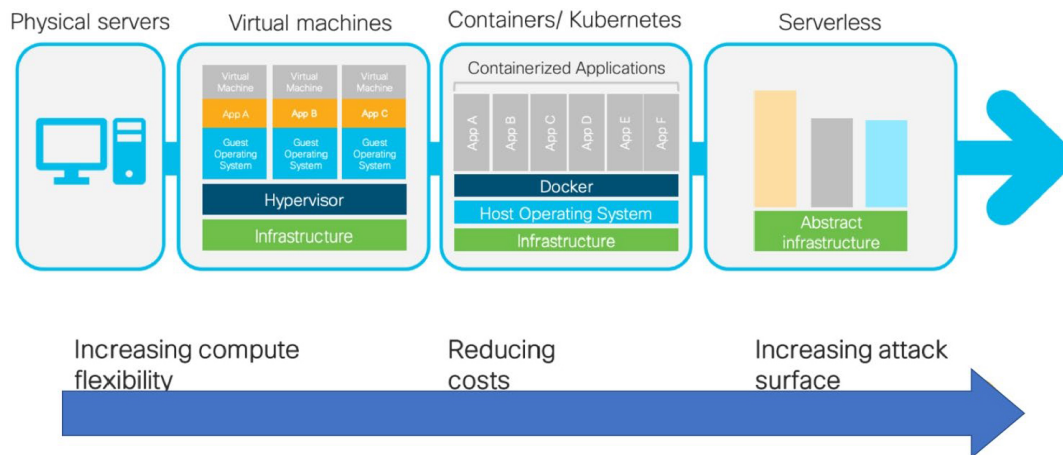 Physical servers
Virtual machines
Containers/ Kubernetes
Serverless
Virtual
Machine
Virtual
Machine
Virtual
Machine
App A
App B
App C
Guest
Operating
System
Guest
Operating
System
Guest
Operating
System
Hypervisor
Infrastructure
Containerized Applications
App A
App B
App C
App D
App E
App F
Docker
Host Operating System
Infrastructure
Abstract
infrastructure
Increasing compute
flexibility
Reducing
costs
Increasing attack
surface